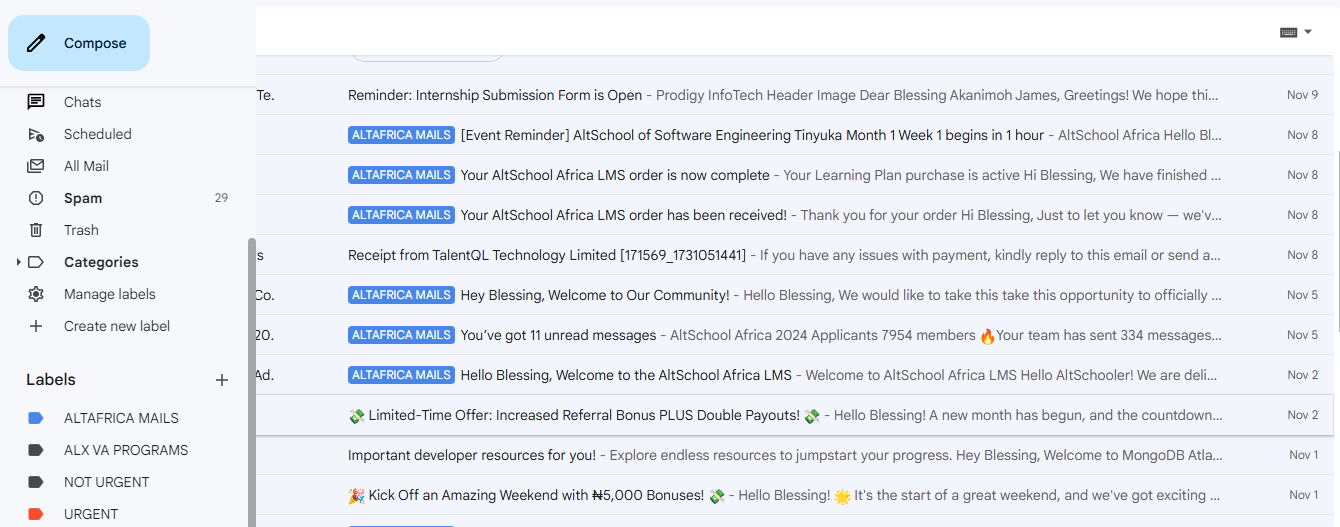 Compose
Chats
Scheduled
All Mail
Spam 29
Trash
Categories
Manage labels
Create new label
Labels
ALTAFRICA MAILS
ALX VA PROGRAMS
NOT URGENT
URGENT
Te. Reminder: Internship Submission Form is Open - Prodigy InfoTech Header Image Dear Blessing Akanimoh James, Greetings! We hope thi... Nov 9
ALTAFRICA MAILS [Event Reminder] AltSchool of Software Engineering Tinyuka Month 1 Week 1 begins in 1 hour - AltSchool Africa Hello Bl... Nov 8
ALTAFRICA MAILS Your AltSchool Africa LMS order is now complete - Your Learning Plan purchase is active Hi Blessing, We have finished ... Nov 8
ALTAFRICA MAILS Your AltSchool Africa LMS order has been received! - Thank you for your order Hi Blessing, Just to let you know — we'v... Nov 8
s Receipt from TalentQL Technology Limited [171569_1731051441] - If you have any issues with payment, kindly reply to this email or send a... Nov 8
Co. ALTAFRICA MAILS Hey Blessing, Welcome to Our Community! - Hello Blessing, We would like to take this take this opportunity to officially ... Nov 5
20. ALTAFRICA MAILS You've got 11 unread messages - AltSchool Africa 2024 Applicants 7954 members 🔥Your team has sent 334 messages... Nov 5
Ad. ALTAFRICA MAILS Hello Blessing, Welcome to the AltSchool Africa LMS - Welcome to AltSchool Africa LMS Hello AltSchooler! We are deli... Nov 2
💸 Limited-Time Offer: Increased Referral Bonus PLUS Double Payouts! 💸 - Hello Blessing! A new month has begun, and the countdown... Nov 2
Important developer resources for you! - Explore endless resources to jumpstart your progress. Hey Blessing, Welcome to MongoDB Atla... Nov 1
🎉 Kick Off an Amazing Weekend with ₦5,000 Bonuses! 💸 - Hello Blessing! 🌟 It's the start of a great weekend, and we've got exciting ... Nov 1